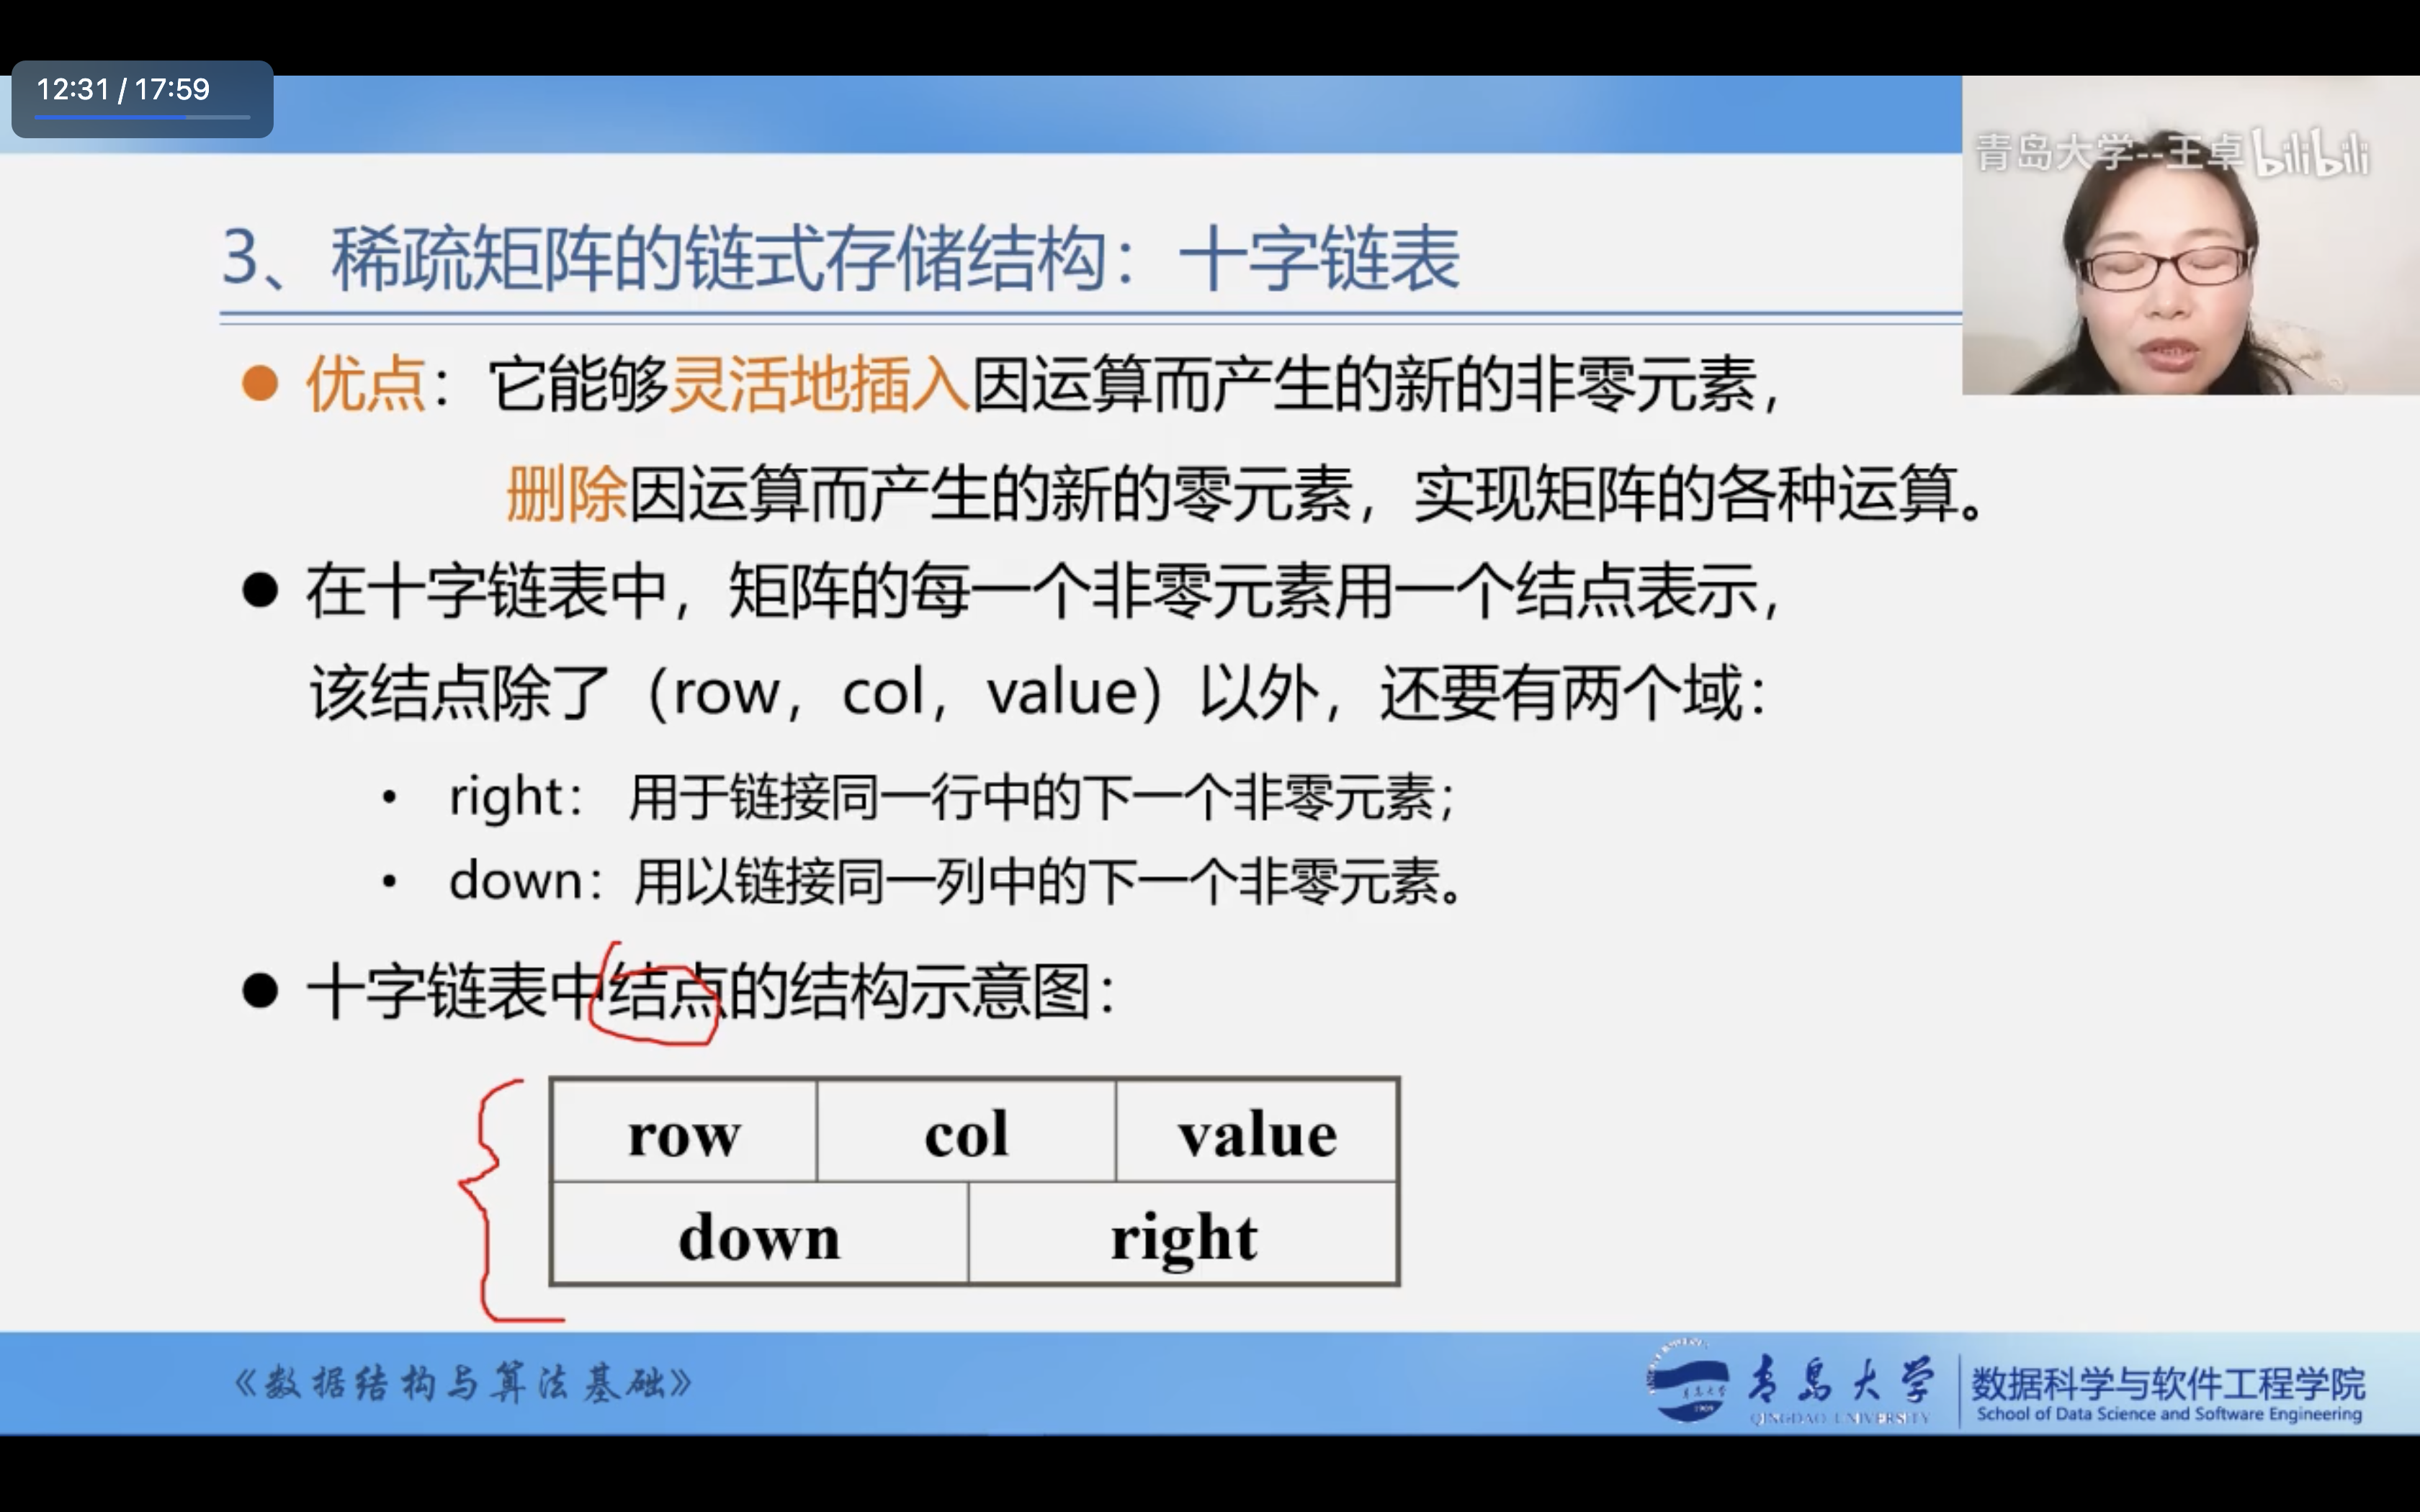 12:31 / 17:59
青岛大学--王卓 bilibili
3、稀疏矩阵的链式存储结构：十字链表
优点：它能够灵活地插入因运算而产生的新的非零元素，
删除因运算而产生的新的零元素，实现矩阵的各种运算。
在十字链表中，矩阵的每一个非零元素用一个结点表示，
该结点除了（row，col，value）以外，还要有两个域：
right： 用于链接同一行中的下一个非零元素；
down：用以链接同一列中的下一个非零元素。
十字链表中结点的结构示意图：
row col value
down right
《数据结构与算法基础》
青岛大学
QINGDAO UNIVERSITY
数据科学与软件工程学院
School of Data Science and Software Engineering
1909